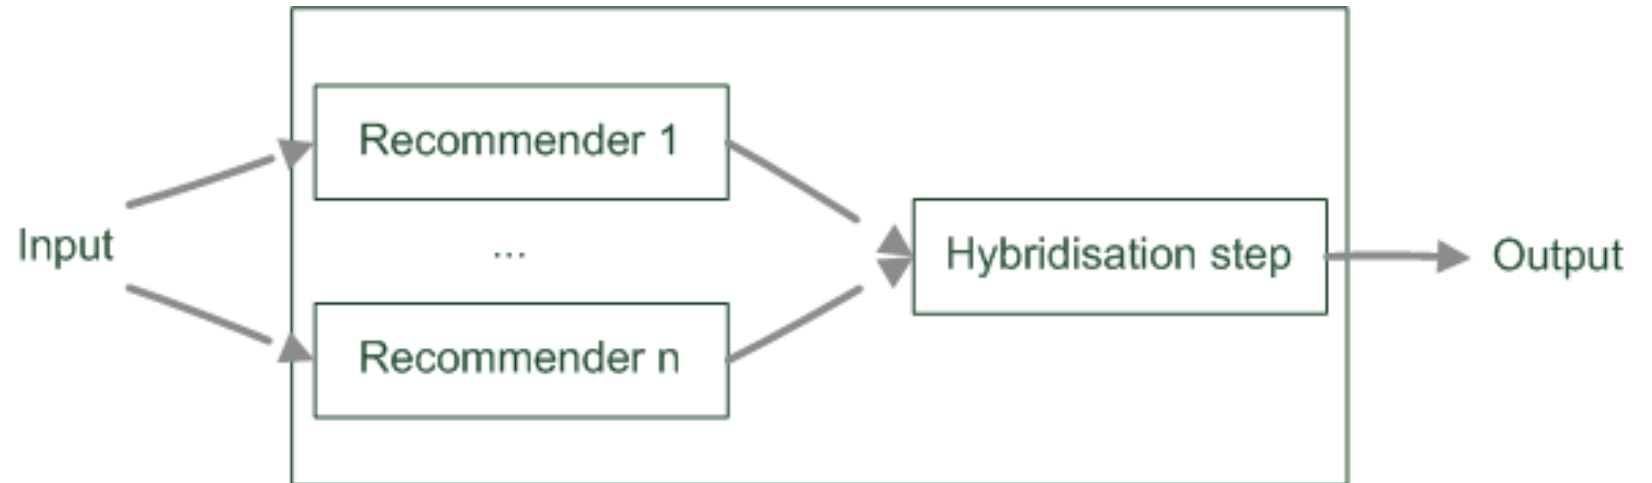 Recommender 1
Input
...
Hybridisation step
Output
Recommender n